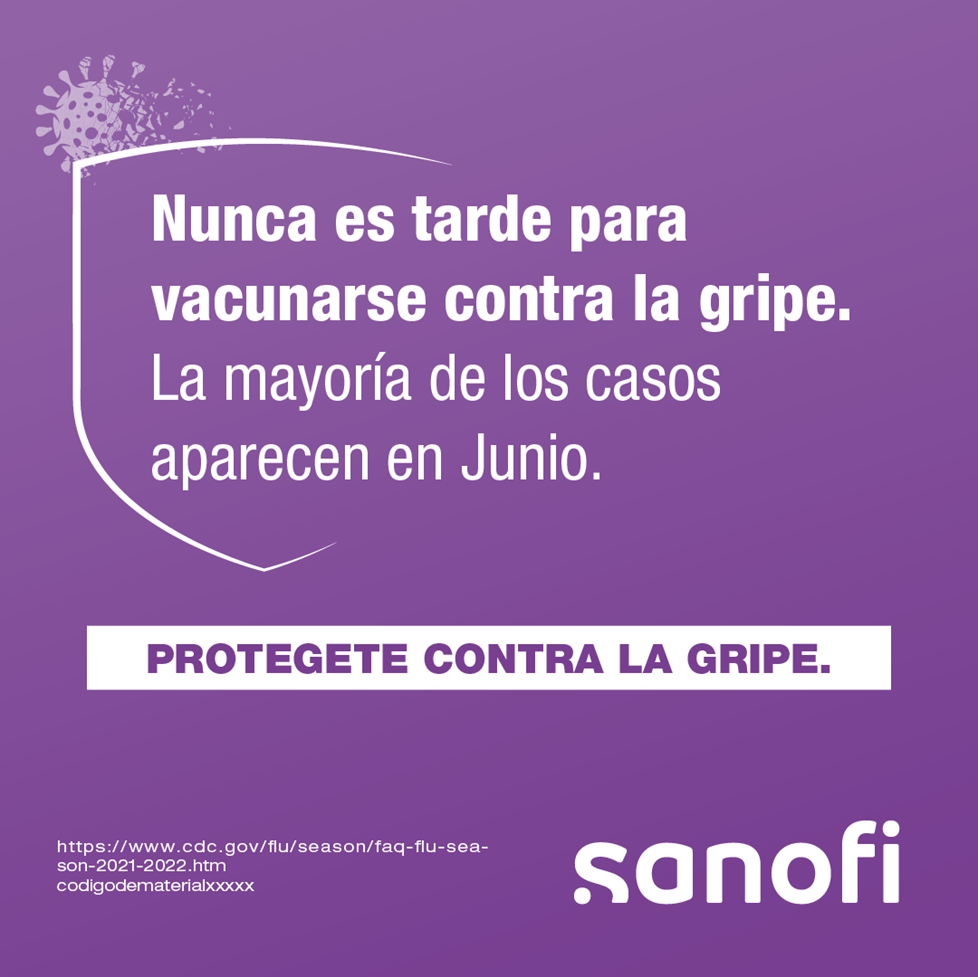 Nunca es tarde para
vacunarse contra la gripe.
La mayoría de los casos
aparecen en Junio.
PROTEGETE CONTRA LA GRIPE.
https://www.cdc.gov/flu/season/faq-flu-sea-
son-2021-2022.htm
codigodematerialxxxxx
sanofi